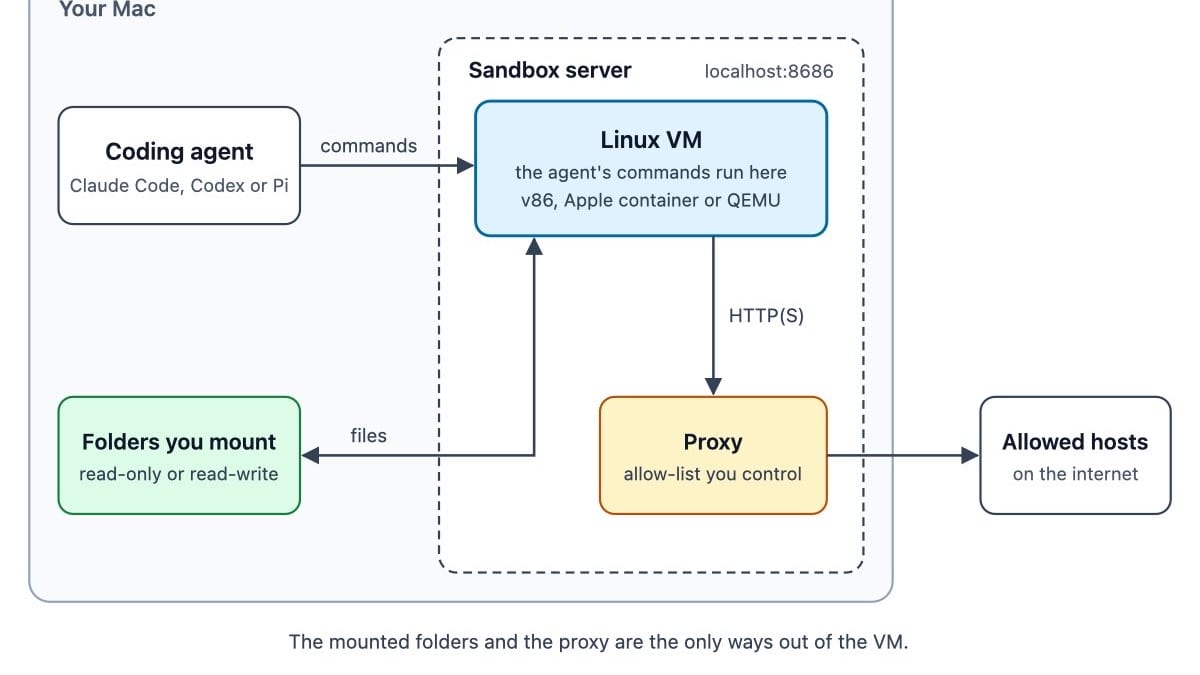 Your Mac
Sandbox server
localhost:8686
Coding agent
Claude Code, Codex or Pi
commands
Linux VM
the agent's commands run here
v86, Apple container or QEMU
HTTP(S)
Folders you mount
read-only or read-write
files
Proxy
allow-list you control
Allowed hosts
on the internet
The mounted folders and the proxy are the only ways out of the VM.